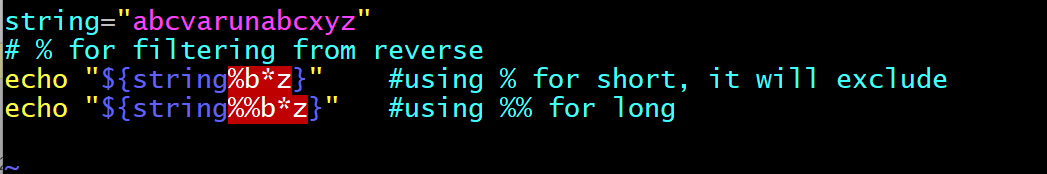 string="abcvarunabcxyz"
# % for filtering from reverse
echo "${string%b*z}"    #using % for short, it will exclude
echo "${string%%b*z}"   #using %% for long
~